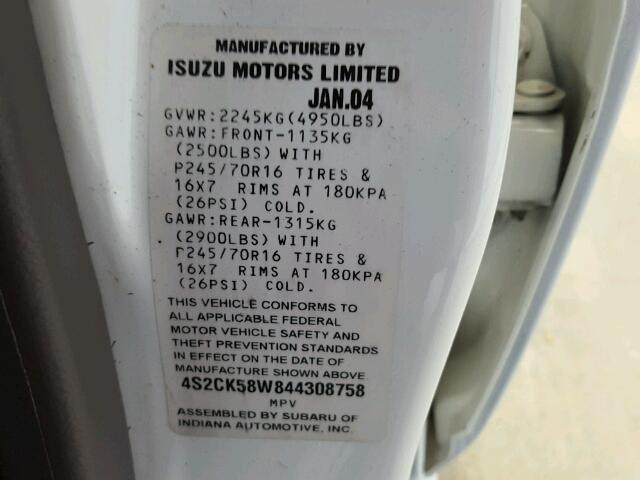 MANUFACTURED BY
ISUZU MOTORS LIMITED
JAN.04
GVWR:2245KG(4950LBS)
GAWR:FRONT-1135KG
(2500LBS) WITH
P245/70R16 TIRES &
16X7 RIMS AT 180KPA
(26PSI) COLD.
GAWR:REAR-1315KG
(2900LBS) WITH
P245/70R16 TIRES &
16X7 RIMS AT 180KPA
(26PSI) COLD.
THIS VEHICLE CONFORMS TO
ALL APPLICABLE FEDERAL
MOTOR VEHICLE SAFETY AND
THEFT PREVENTION STANDARDS
IN EFFECT ON THE DATE OF
MANUFACTURE SHOWN ABOVE
4S2CK58W844308758
MPV
ASSEMBLED BY SUBARU OF
INDIANA AUTOMOTIVE, INC.